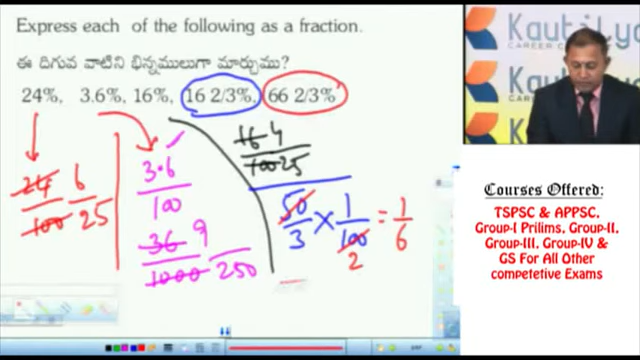 Express each of the following as a fraction.
ఈ దిగువ వాటిని భిన్నములుగా మార్చుము?
24%, 3.6%, 16%, 16 2/3%, 66 2/3%
24/100 6/25
3.6/100
36/1000 9/250
16/100 4/25
50/3 × 1/100 = 1/6
2
Kautilya
CAREER
Kautilya
Courses Offered:
TSPSC & APPSC,
Group-I Prilims, Group-II,
Group-III, Group-IV &
GS For All Other
competetive Exams